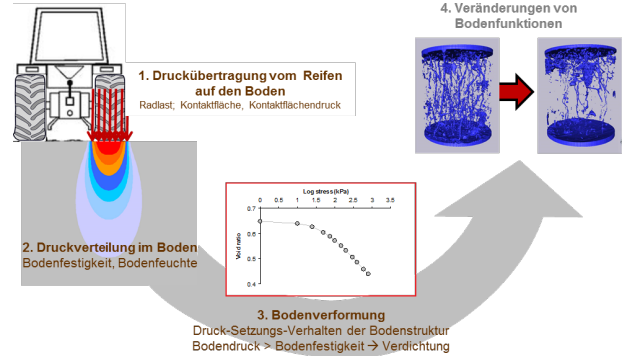 4. Veränderungen von
Bodenfunktionen
1. Druckübertragung vom Reifen
auf den Boden
Radlast; Kontaktfläche, Kontaktflächendruck
2. Druckverteilung im Boden
Bodenfestigkeit, Bodenfeuchte
Log stress (kPa)
0 0.5 1 1.5 2 2.5 3 3.5
0.7
0.6
0.5
0.4
Void ratio
3. Bodenverformung
Druck-Setzungs-Verhalten der Bodenstruktur
Bodendruck > Bodenfestigkeit → Verdichtung